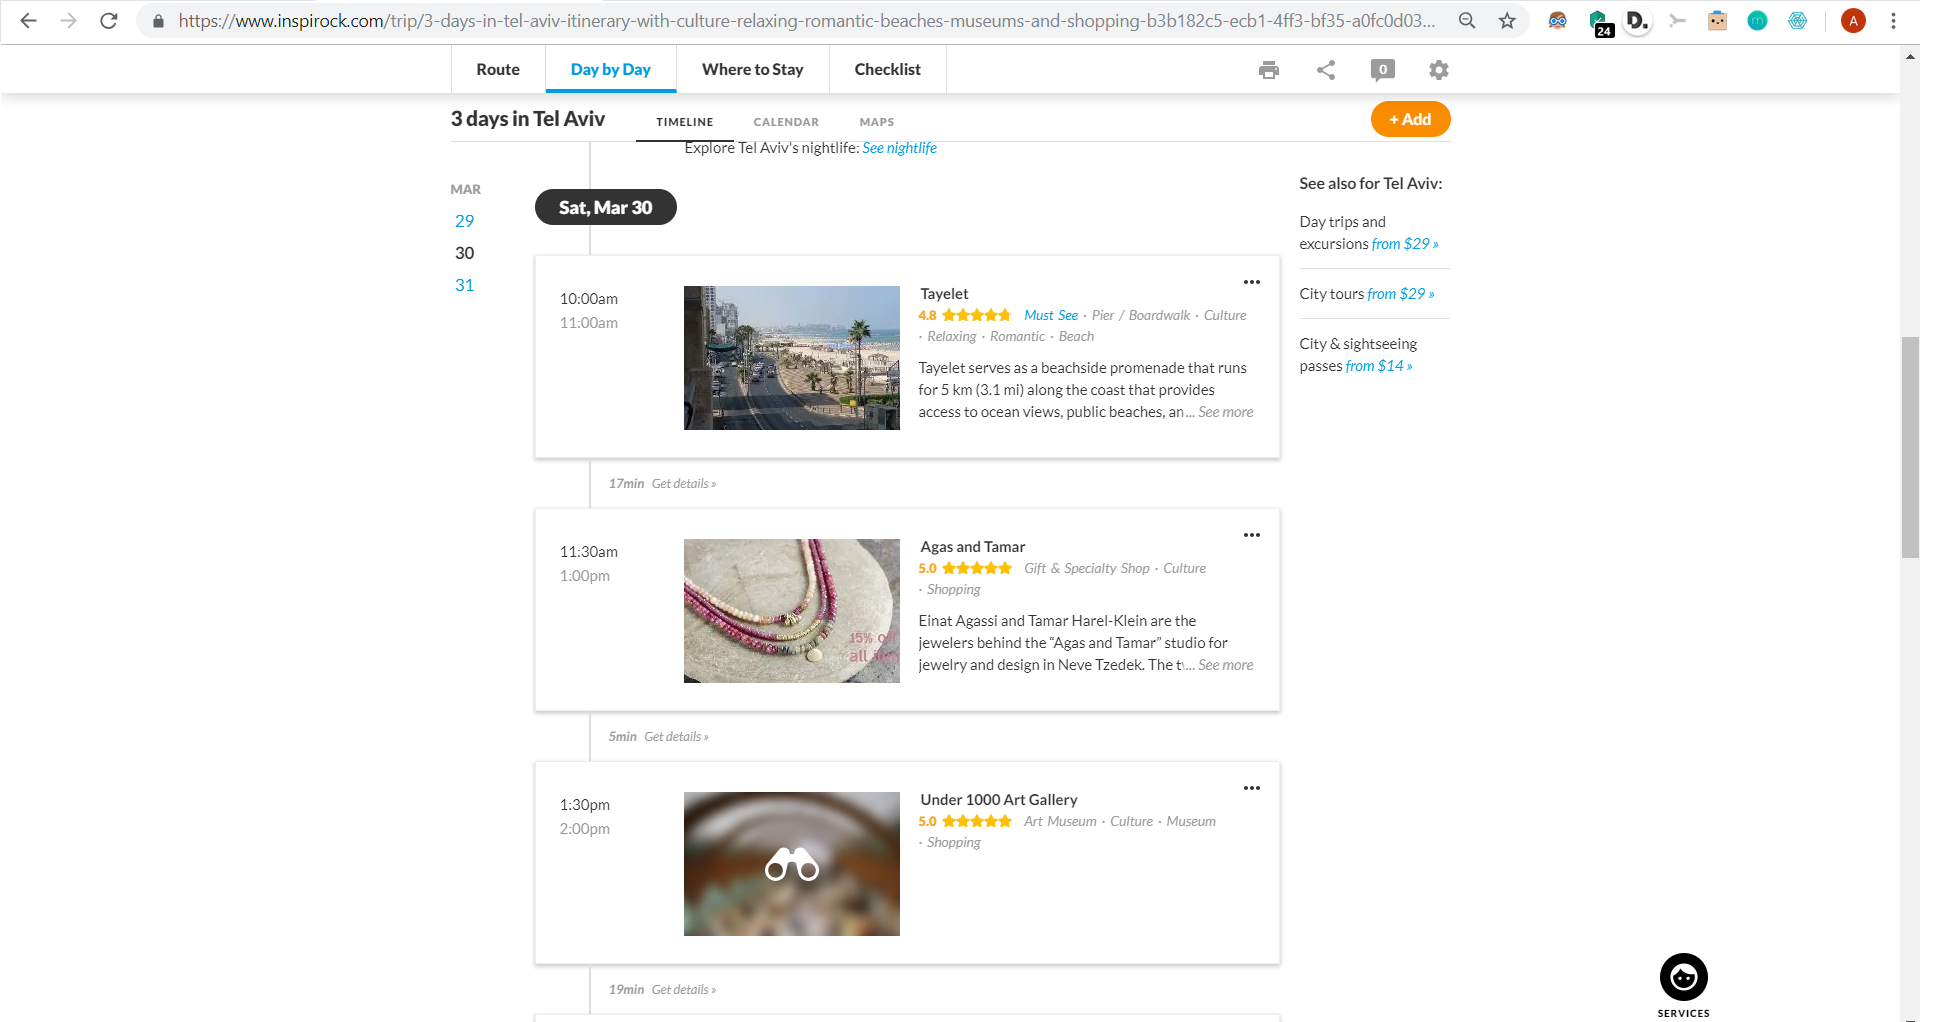 https://www.inspirock.com/trip/3-days-in-tel-aviv-itinerary-with-culture-relaxing-romantic-beaches-museums-and-shopping-b3b182c5-ecb1-4ff3-bf35-a0fc0d03...
24
D.
m
A
Route
Day by Day
Where to Stay
Checklist
0
3 days in Tel Aviv
TIMELINE
CALENDAR
MAPS
+ Add
Explore Tel Aviv's nightlife: See nightlife
MAR
29
30
31
Sat, Mar 30
See also for Tel Aviv:
Day trips and
excursions from $29 »
City tours from $29 »
City & sightseeing
passes from $14 »
10:00am
11:00am
Tayelet
4.8 Must See · Pier / Boardwalk · Culture
· Relaxing · Romantic · Beach
Tayelet serves as a beachside promenade that runs
for 5 km (3.1 mi) along the coast that provides
access to ocean views, public beaches, an... See more
17min Get details »
11:30am
1:00pm
15% off
all
Agas and Tamar
5.0 Gift & Specialty Shop · Culture
· Shopping
Einat Agassi and Tamar Harel-Klein are the
jewelers behind the “Agas and Tamar” studio for
jewelry and design in Neve Tzedek. The t... See more
5min Get details »
1:30pm
2:00pm
Under 1000 Art Gallery
5.0 Art Museum · Culture · Museum
· Shopping
19min Get details »
SERVICES